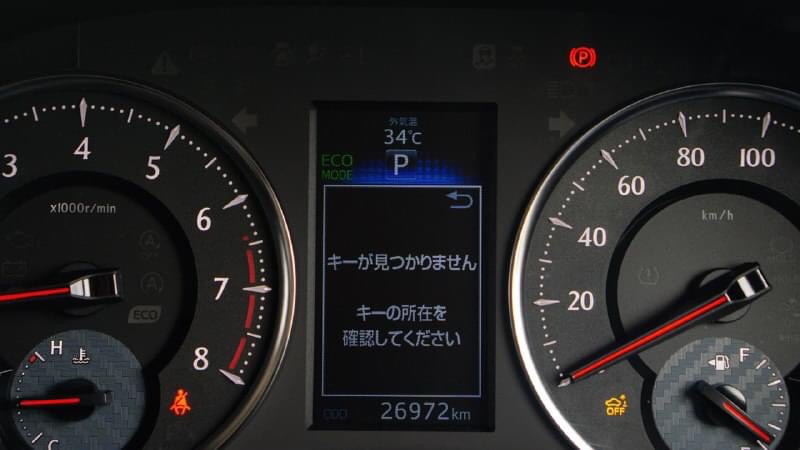 3
4
5
6
7
8
x1000r/min
ECO
H
C
外気温
34℃
ECO
MODE
P
キーが見つかりません
キーの所在を
確認してください
ODO
26972km
(P)
20
40
60
80
100
km/h
OFF
F